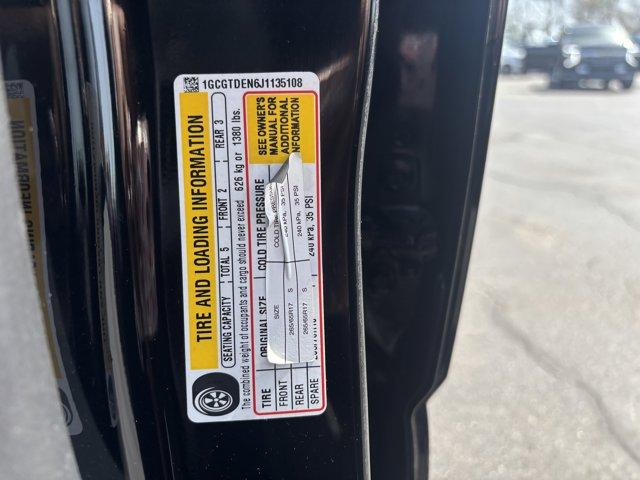 1GCGTDEN6J1135108
TIRE AND LOADING INFORMATION
SEATING CAPACITY TOTAL 5 FRONT 2 REAR 3
The combined weight of occupants and cargo should never exceed 626 kg or 1380 lbs.
TIRE ORIGINAL SIZE COLD TIRE PRESSURE
SEE OWNER'S
MANUAL FOR
ADDITIONAL
INFORMATION
FRONT
REAR
SPARE 240 kPa, 35 PSI
SIZE COLD TIRE
265/65R17 S 240 kPa, 35 PSI
265/65R17 S 240 kPa, 35 PSI